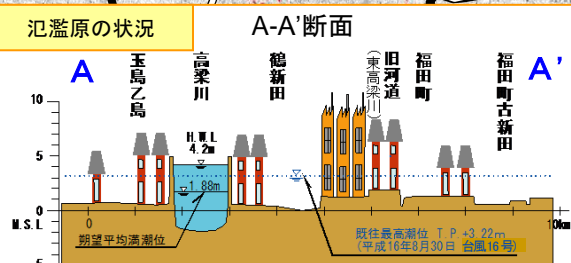 氾濫原の状況
A-A’断面
A
玉島乙島
高梁川
鶴新田
(東高梁川)
旧河道
福田町
福田町古新田
A’
10
H.W.L
4.2m
5
1.88m
0
M.S.L
0
10km
朔望平均満潮位
既往最高潮位 T.P.+3.22m
(平成16年8月30日 台風16号)
-5